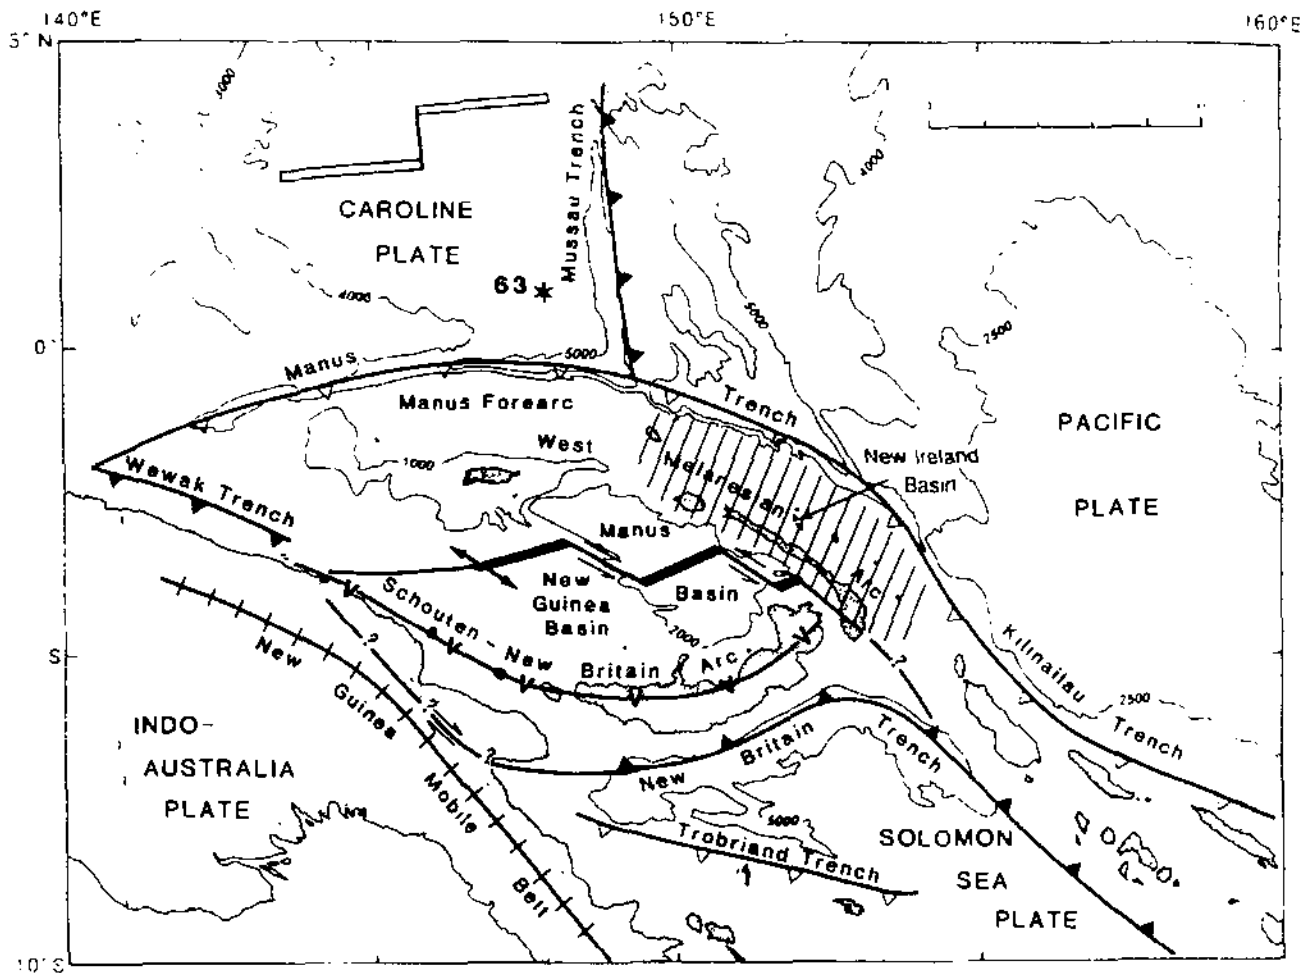 140°E
150°E
160°E
5°N
3000
Mussau Trench
4000
CAROLINE
PLATE
63
4000
5000
2500
0°
Manus
5000
Trench
Manus Forearc
PACIFIC
PLATE
West
Melanesian
Arc
New Ireland
Basin
1000
Wewak Trench
Manus
Basin
New
Guinea
Basin
2000
Schouten - New
Britain
Arc
New
Guinea
Mobile
Belt
?
?
?
?
S
Kilinailau
Trench
2500
INDO-
AUSTRALIA
PLATE
New
Britain
Trench
5000
Trobriand Trench
SOLOMON
SEA
PLATE
10°S